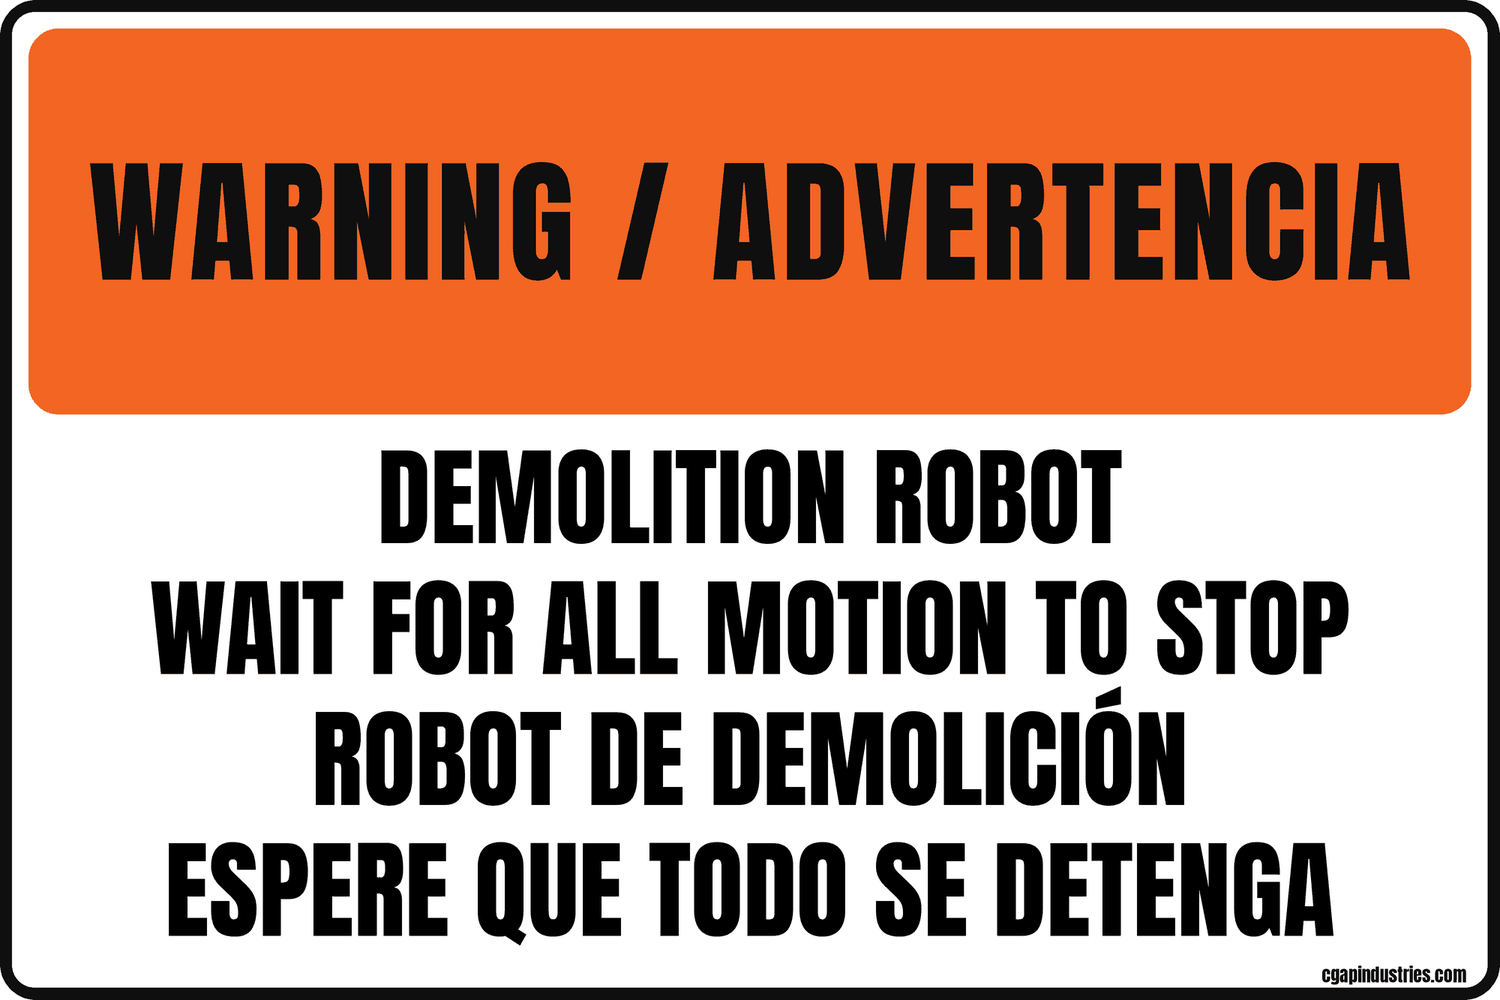 WARNING / ADVERTENCIA
DEMOLITION ROBOT
WAIT FOR ALL MOTION TO STOP
ROBOT DE DEMOLICIÓN
ESPERE QUE TODO SE DETENGA
cgapindustries.com